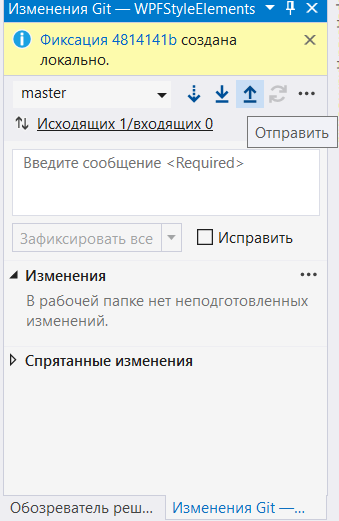 Изменения Git — WPFStyleElements
Фиксация 4814141b создана
локально.
master
Исходящих 1/входящих 0
Отправить
Введите сообщение <Required>
Зафиксировать все
Исправить
Изменения
В рабочей папке нет неподготовленных
изменений.
Спрятанные изменения
Обозреватель реш...
Изменения Git —...